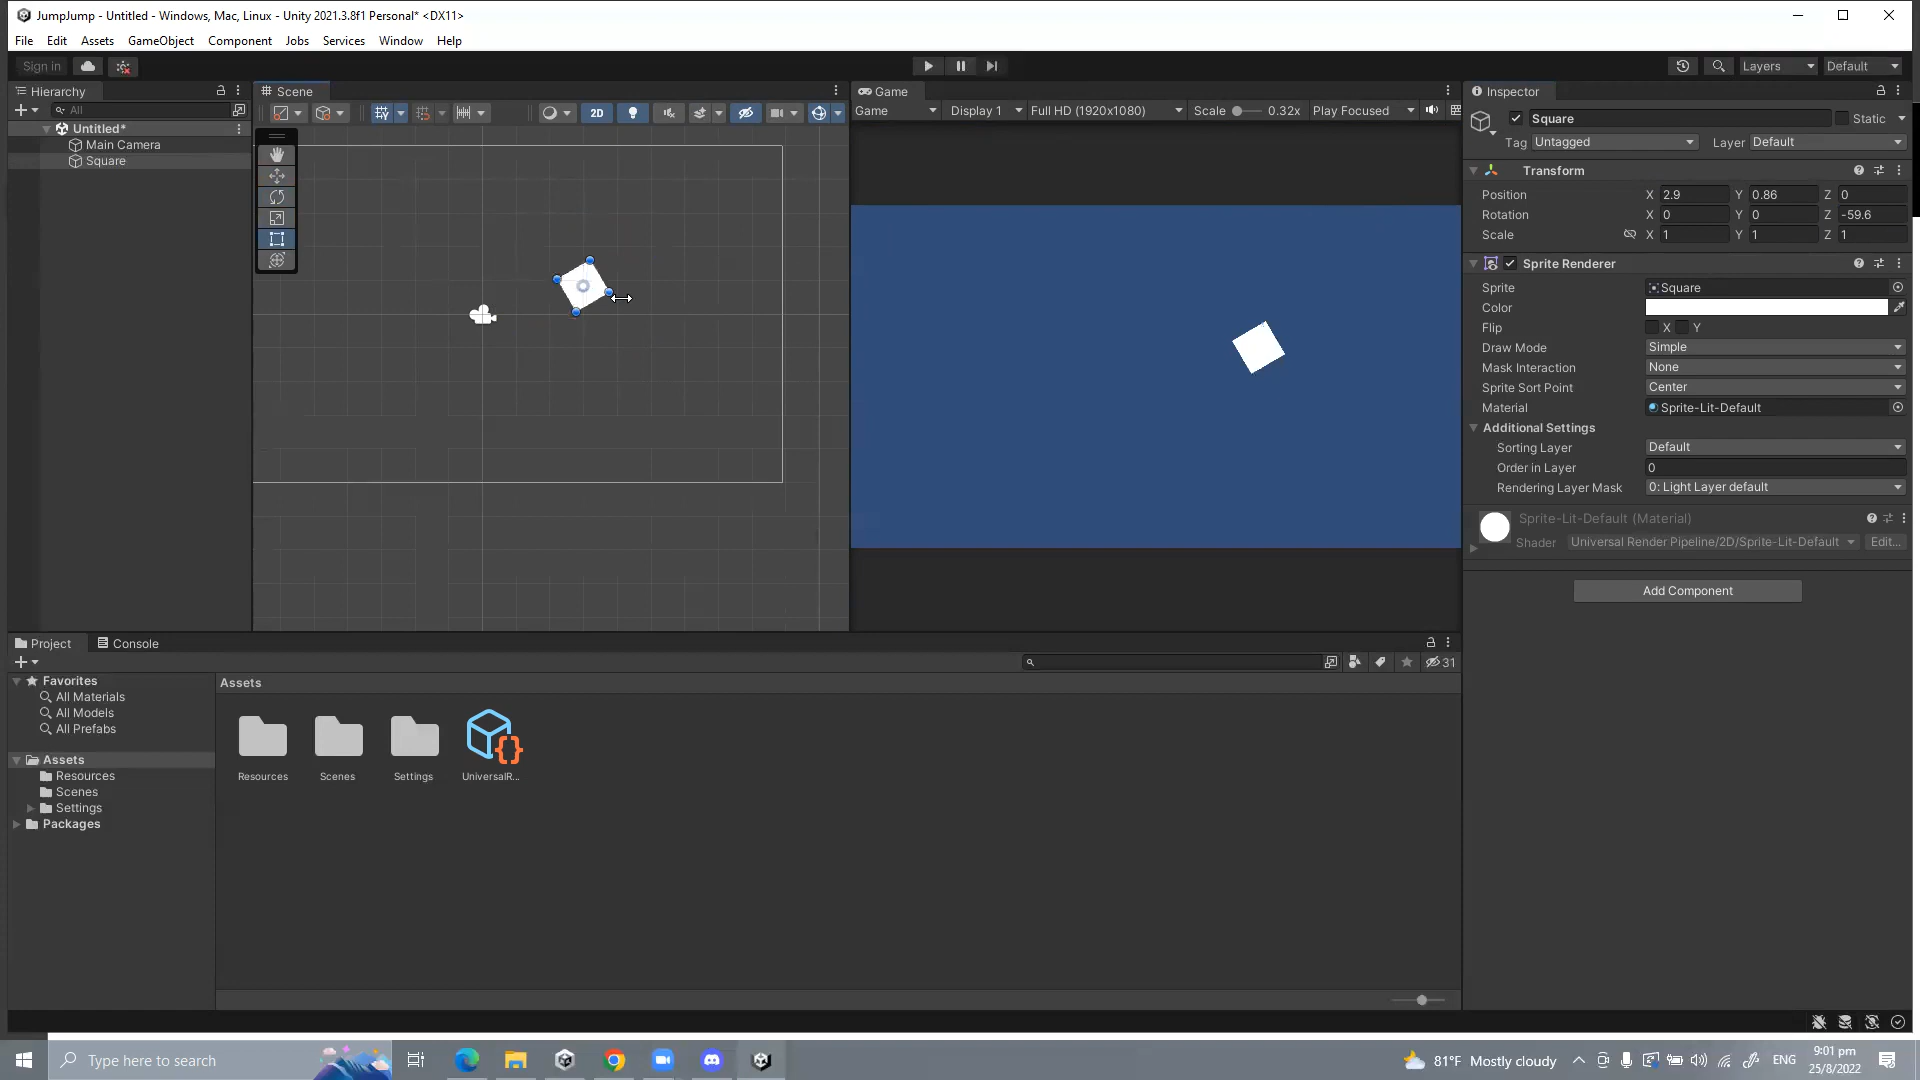 JumpJump - Untitled - Windows, Mac, Linux - Unity 2021.3.8f1 Personal* <DX11>
File Edit Assets GameObject Component Jobs Services Window Help
Sign in
Layers
Default
Hierarchy
All
Untitled*
Main Camera
Square
Scene
2D
Game
Game Display 1 Full HD (1920x1080) Scale 0.32x Play Focused
Inspector
Square
Static
Tag Untagged Layer Default
Transform
Position X 2.9 Y 0.86 Z 0
Rotation X 0 Y 0 Z -59.6
Scale X 1 Y 1 Z 1
Sprite Renderer
Sprite Square
Color
Flip X Y
Draw Mode Simple
Mask Interaction None
Sprite Sort Point Center
Material Sprite-Lit-Default
Additional Settings
Sorting Layer Default
Order in Layer 0
Rendering Layer Mask 0: Light Layer default
Sprite-Lit-Default (Material)
Shader Universal Render Pipeline/2D/Sprite-Lit-Default Edit...
Add Component
Project Console
31
Favorites
All Materials
All Models
All Prefabs
Assets
Resources
Scenes
Settings
Packages
Assets
Resources Scenes Settings UniversalR...
Type here to search
81°F Mostly cloudy
ENG
9:01 pm
25/8/2022